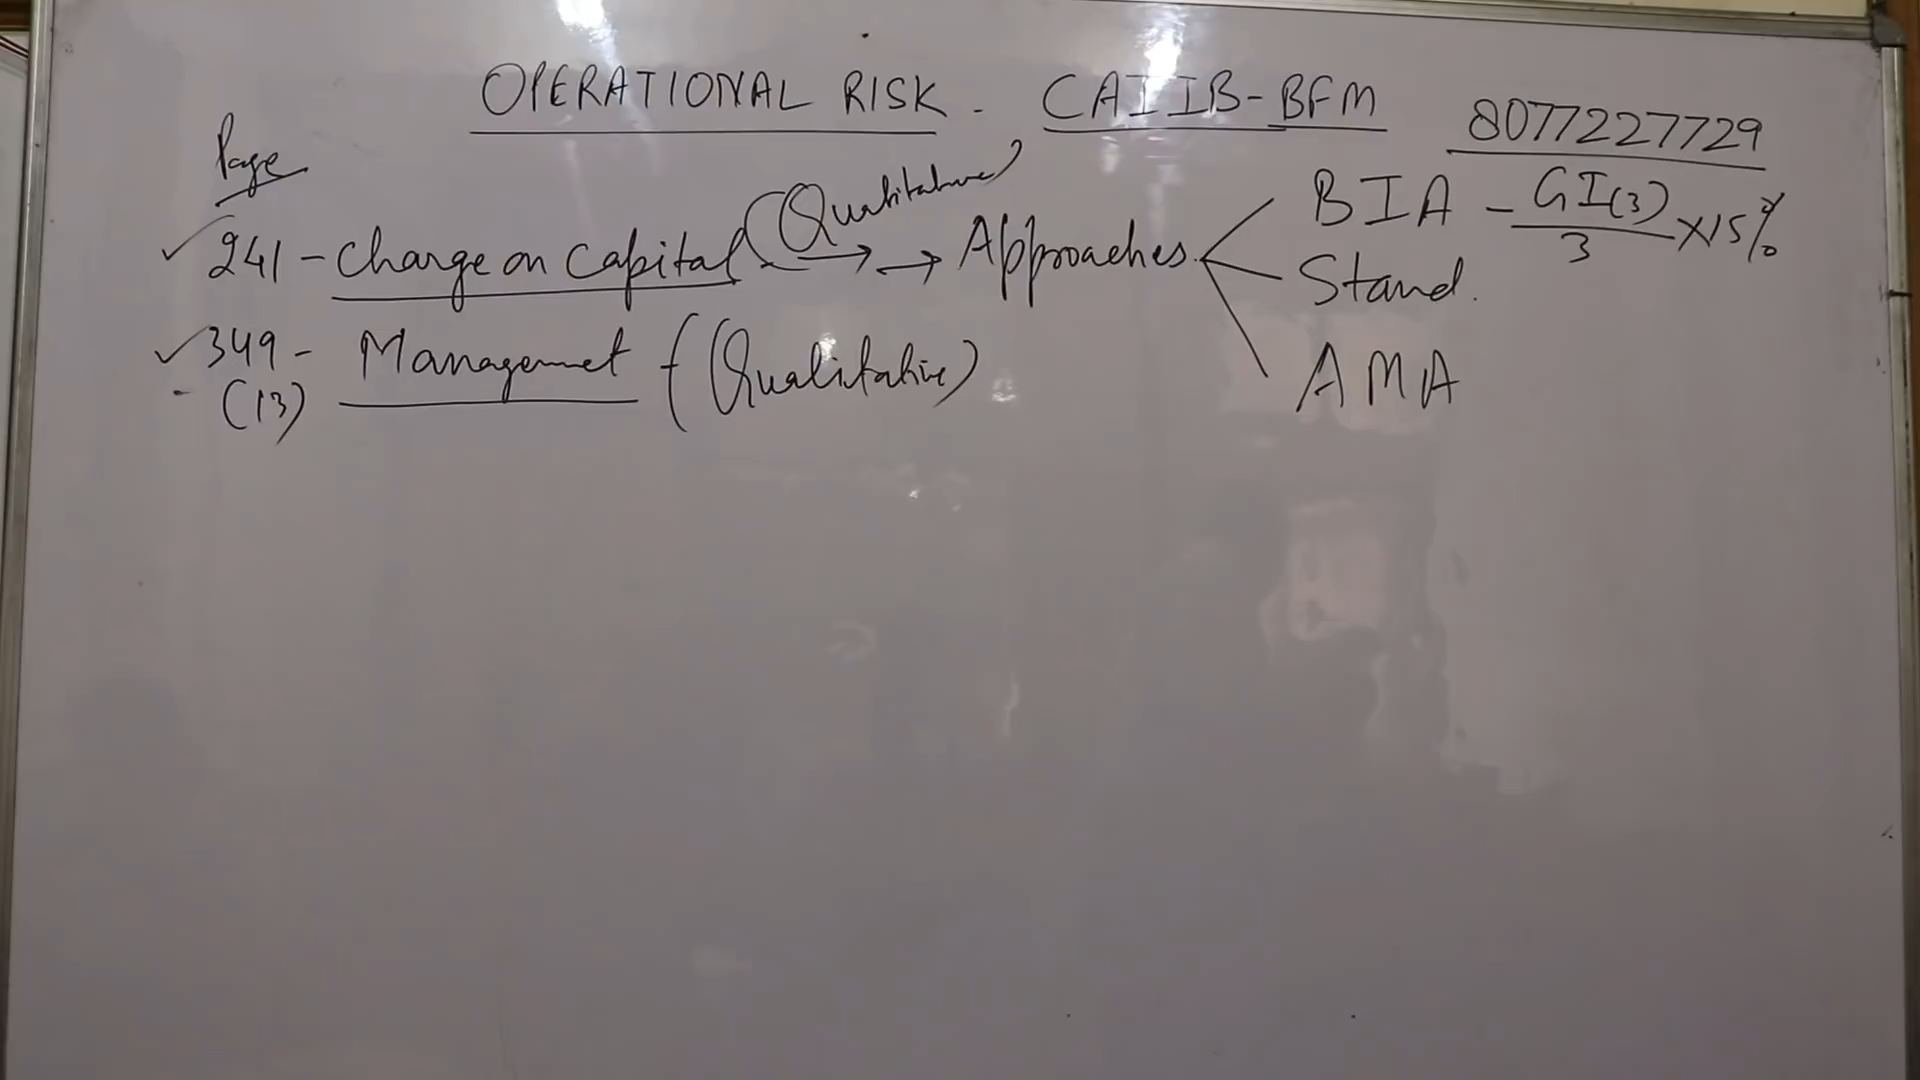 OPERATIONAL RISK - CAIIB-BFM
8077227729
Page
241 - Charge on Capital (Qualitative) → → Approaches
BIA - GI(3) / 3 × 15%
Stand.
AMA
349 - Management - (Qualitative)
(13)